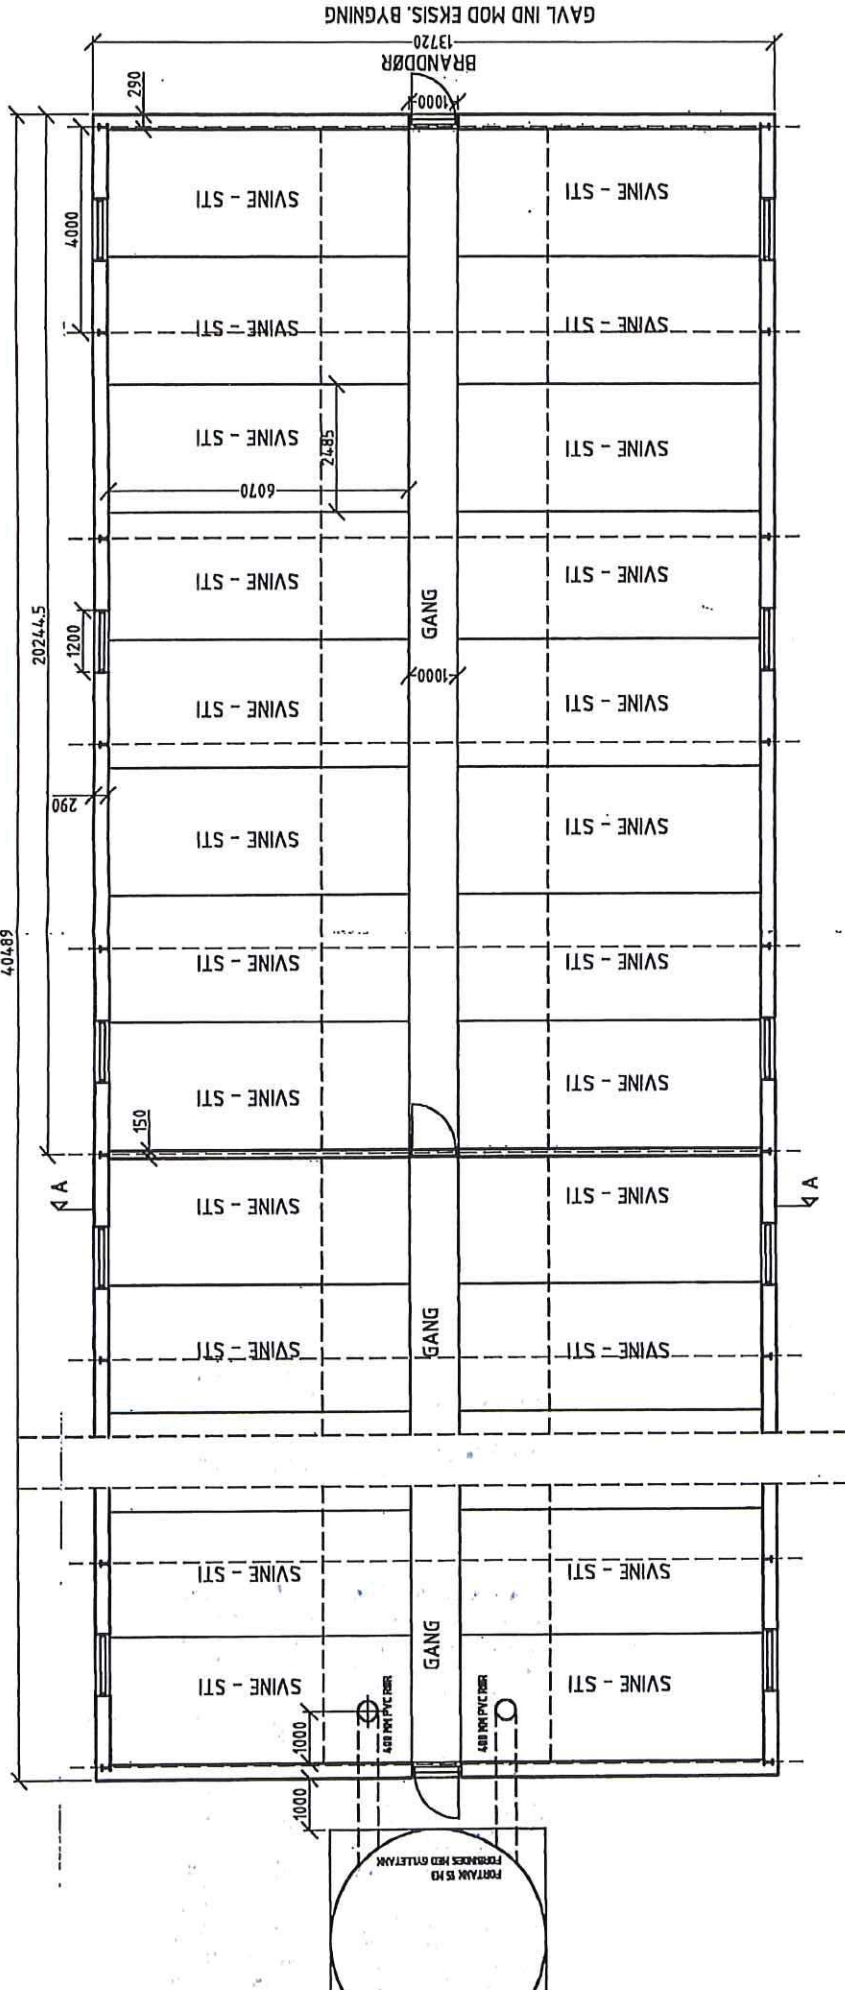 GAVL IND MOD EKSIS. BYGNING
13720
BRANDDØR
1000
290
40489
20244.5
4000
SVINE - STI
SVINE - STI
SVINE - STI
SVINE - STI
SVINE - STI
SVINE - STI
2485
6070
SVINE - STI
SVINE - STI
GANG
1200
1000
SVINE - STI
SVINE - STI
290
SVINE - STI
SVINE - STI
SVINE - STI
SVINE - STI
SVINE - STI
SVINE - STI
150
A
A
SVINE - STI
SVINE - STI
GANG
SVINE - STI
SVINE - STI
SVINE - STI
SVINE - STI
GANG
SVINE - STI
SVINE - STI
400 MM PVC RØR
400 MM PVC RØR
1000
1000
FORTANK 15 M3
FORBINDES MED GYLLETANK